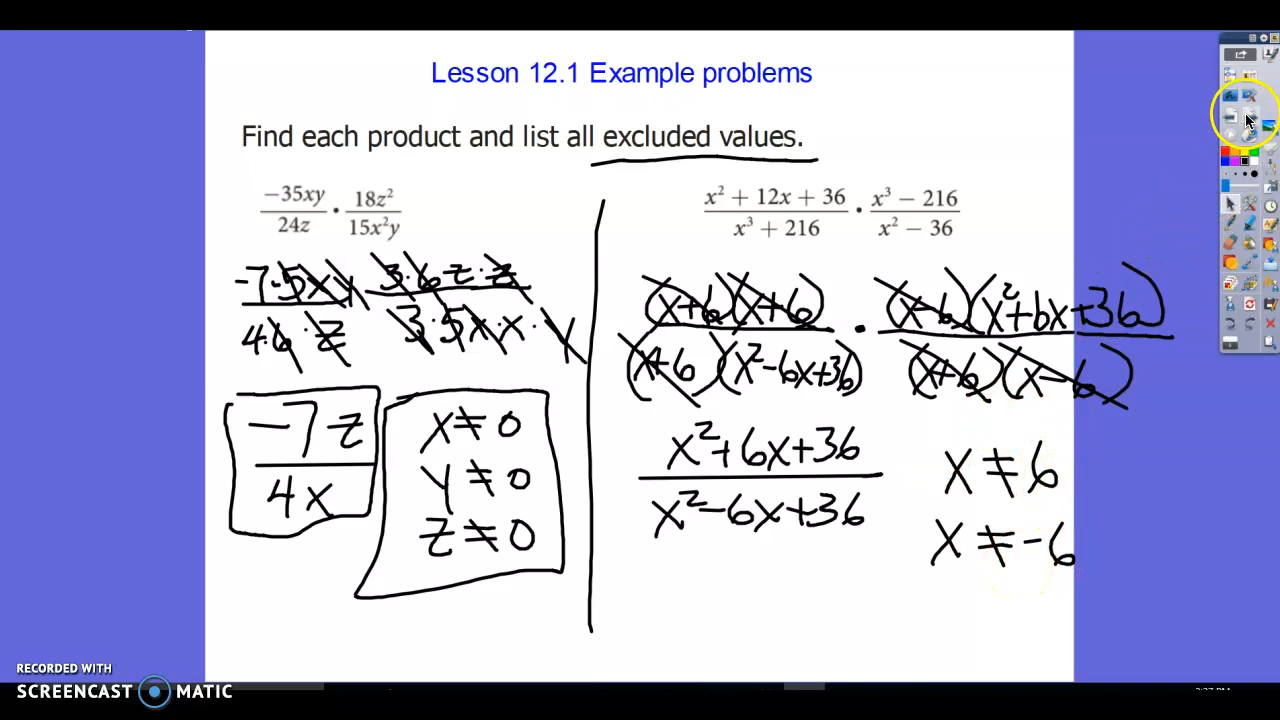 Lesson 12.1 Example problems
Find each product and list all excluded values.
−35xy/24z · 18z²/15x²y
-7·5xy/4·6·z 3·6z·z/3·5x·x·y
-7z/4x
x≠0
y≠0
z≠0
x² + 12x + 36/x³ + 216 · x³ − 216/x² − 36
(x+6)(x+6)/(x+6)(x²-6x+36) · (x-6)(x²+6x+36)/(x+6)(x-6)
x²+6x+36/x²-6x+36
x≠6
x≠-6
RECORDED WITH
SCREENCAST MATIC